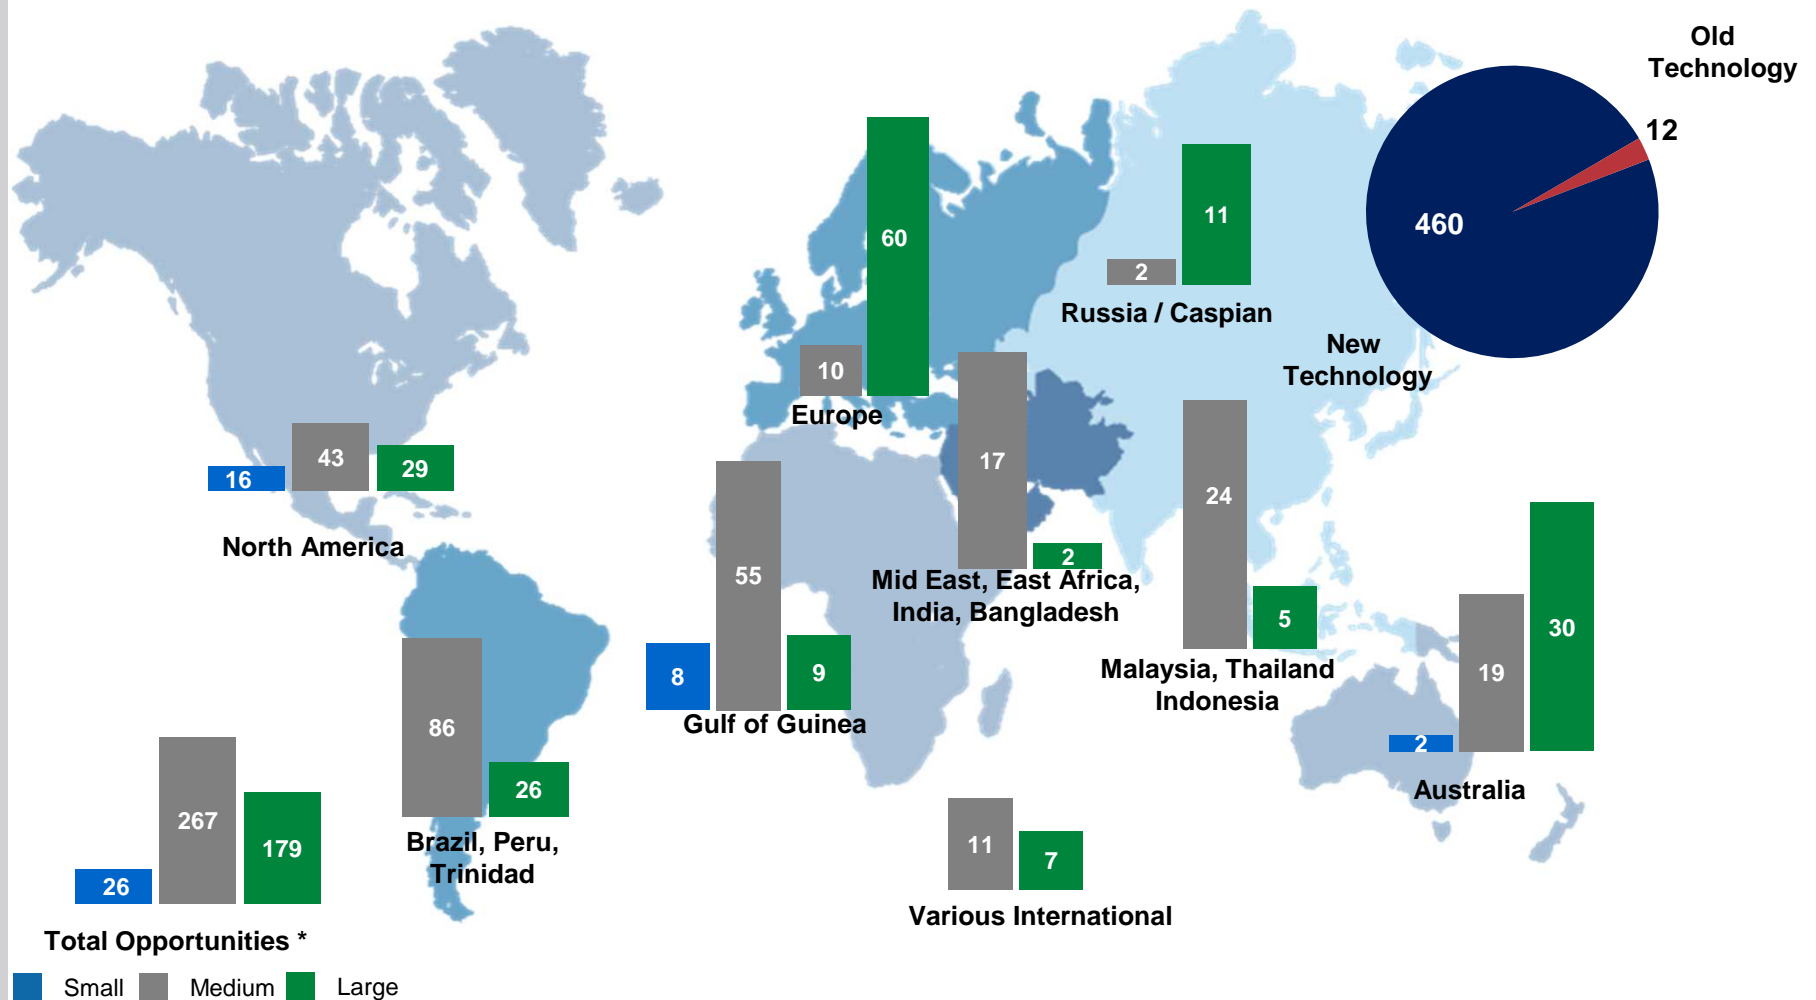 Old
Technology
12
460
New
Technology
60
10
Europe
2
11
Russia / Caspian
16
43
29
North America
17
2
Mid East, East Africa,
India, Bangladesh
24
5
Malaysia, Thailand
Indonesia
8
55
9
Gulf of Guinea
2
19
30
Australia
86
26
Brazil, Peru,
Trinidad
11
7
Various International
26
267
179
Total Opportunities *
Small
Medium
Large